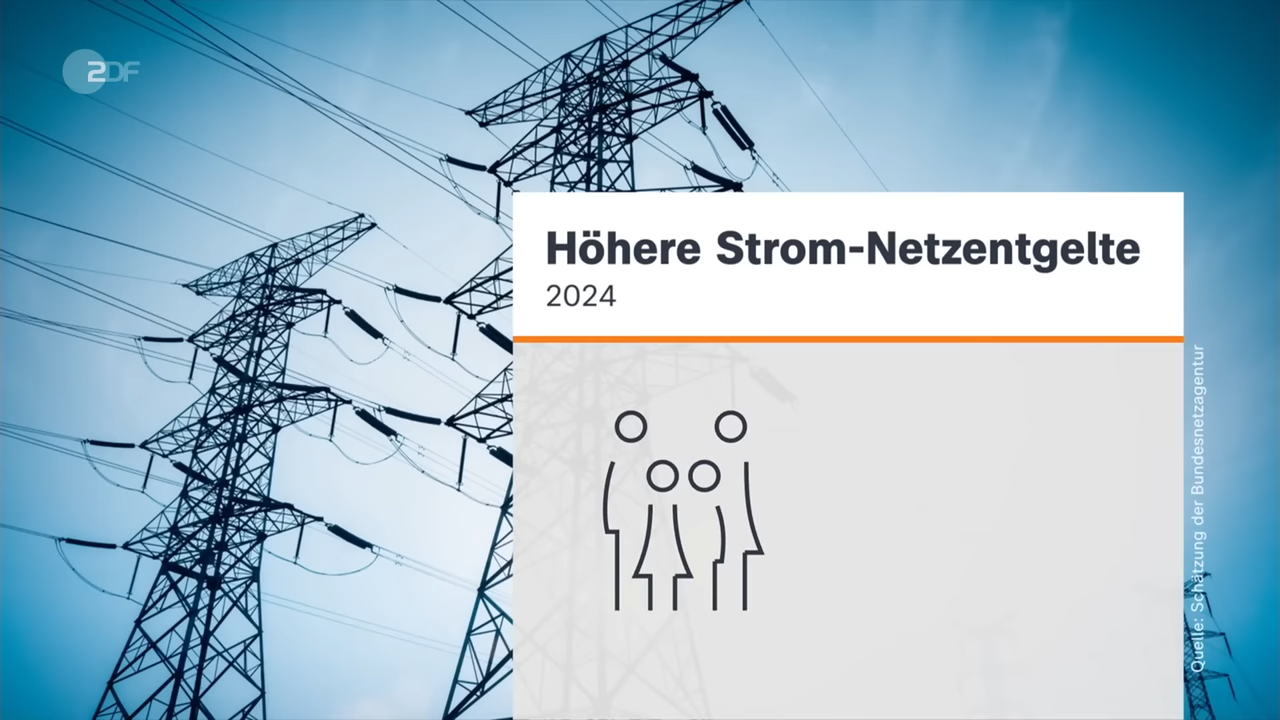 ZDF
Höhere Strom-Netzentgelte
2024
Quelle: Schätzung der Bundesnetzagentur